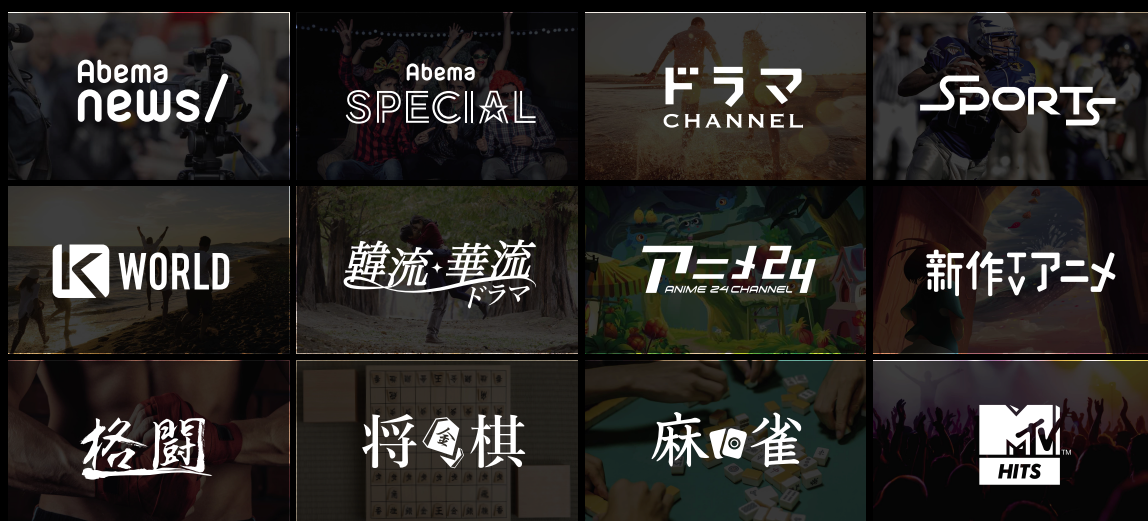 Abema
news/
Abema
SPECIAL
ドラマ
CHANNEL
SPORTS
K WORLD
韓流・華流
ドラマ
アニメ24
ANIME 24 CHANNEL
新作TVアニメ
格闘
将棋
金
麻雀
MTV
TM
HITS